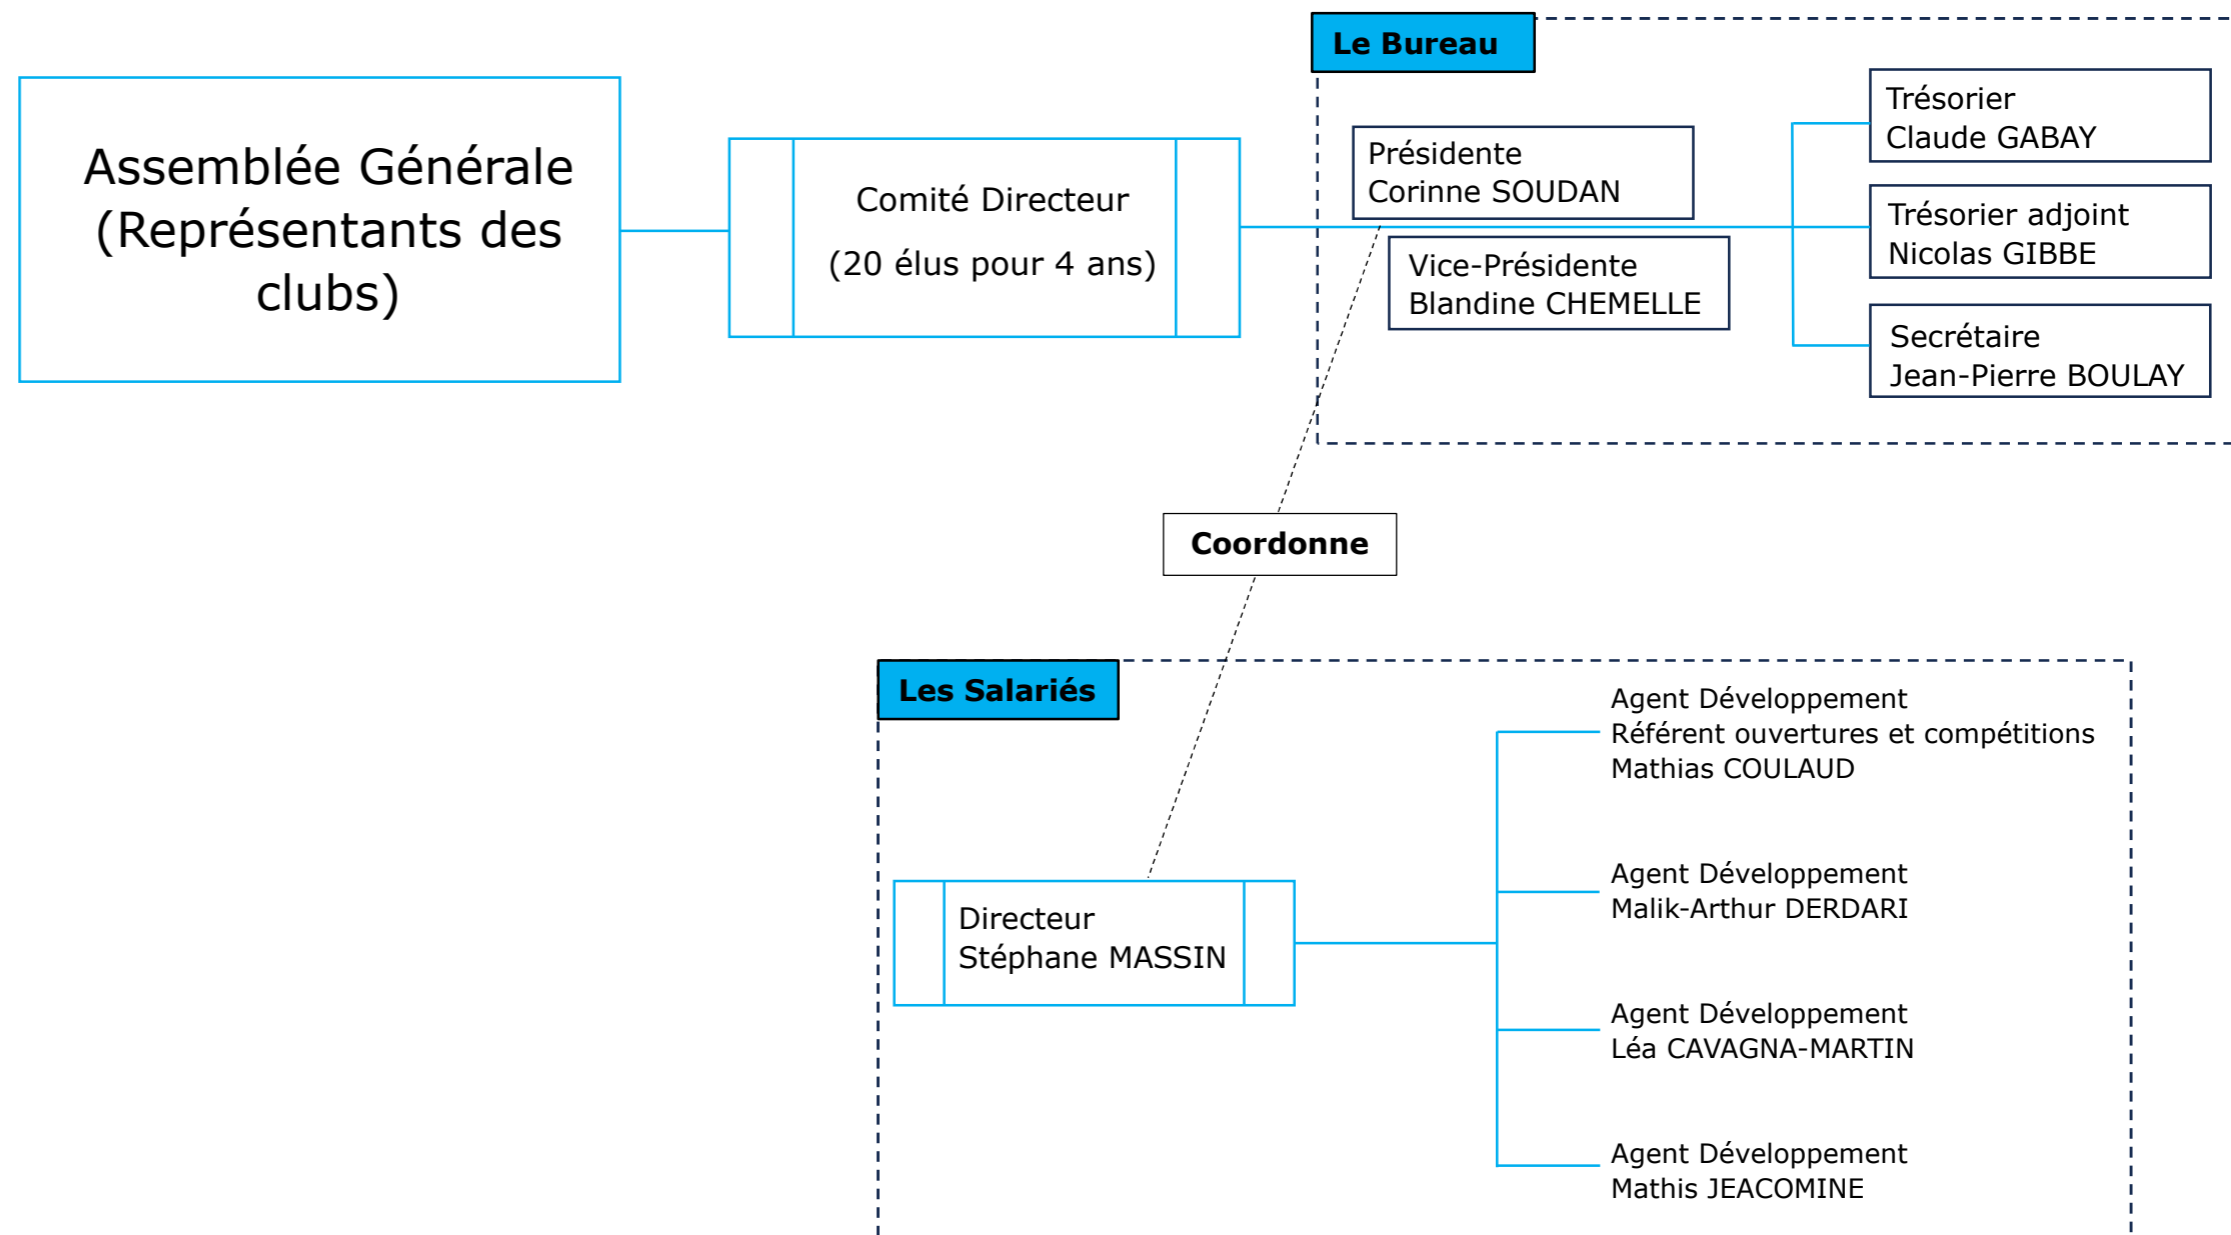 Le Bureau
Assemblée Générale
(Représentants des
clubs)
Comité Directeur
(20 élus pour 4 ans)
Présidente
Corinne SOUDAN
Vice-Présidente
Blandine CHEMELLE
Trésorier
Claude GABAY
Trésorier adjoint
Nicolas GIBBE
Secrétaire
Jean-Pierre BOULAY
Coordonne
Les Salariés
Directeur
Stéphane MASSIN
Agent Développement
Référent ouvertures et compétitions
Mathias COULAUD
Agent Développement
Malik-Arthur DERDARI
Agent Développement
Léa CAVAGNA-MARTIN
Agent Développement
Mathis JEACOMINE